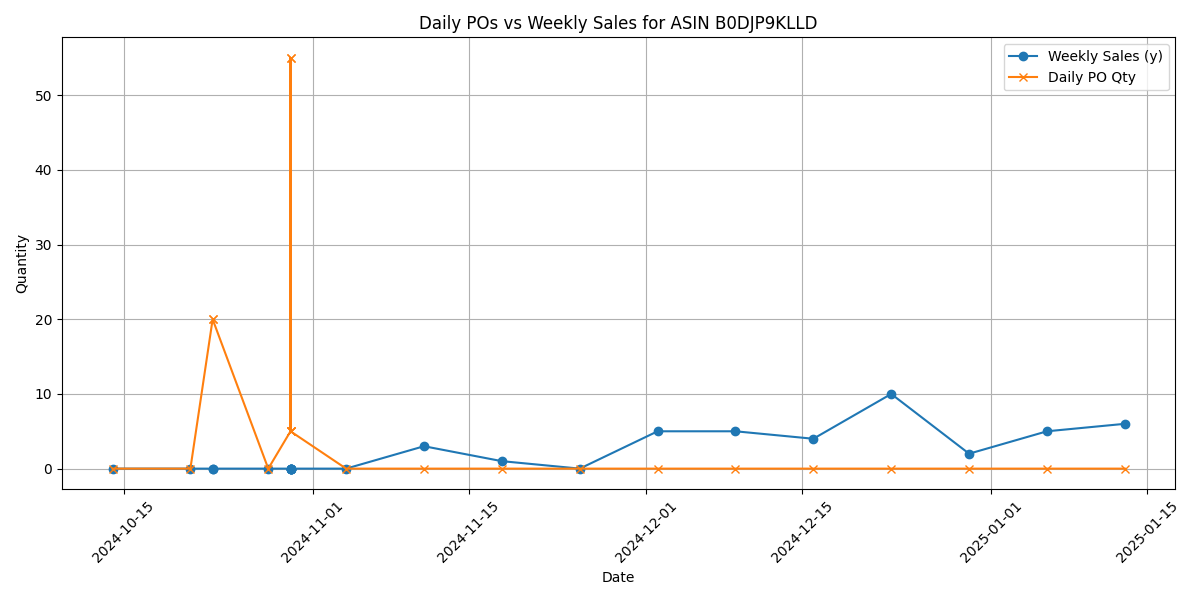 Daily POs vs Weekly Sales for ASIN B0DJP9KLLD
Weekly Sales (y)
Daily PO Qty
Quantity
50
40
30
20
10
0
2024-10-15
2024-11-01
2024-11-15
2024-12-01
2024-12-15
2025-01-01
2025-01-15
Date